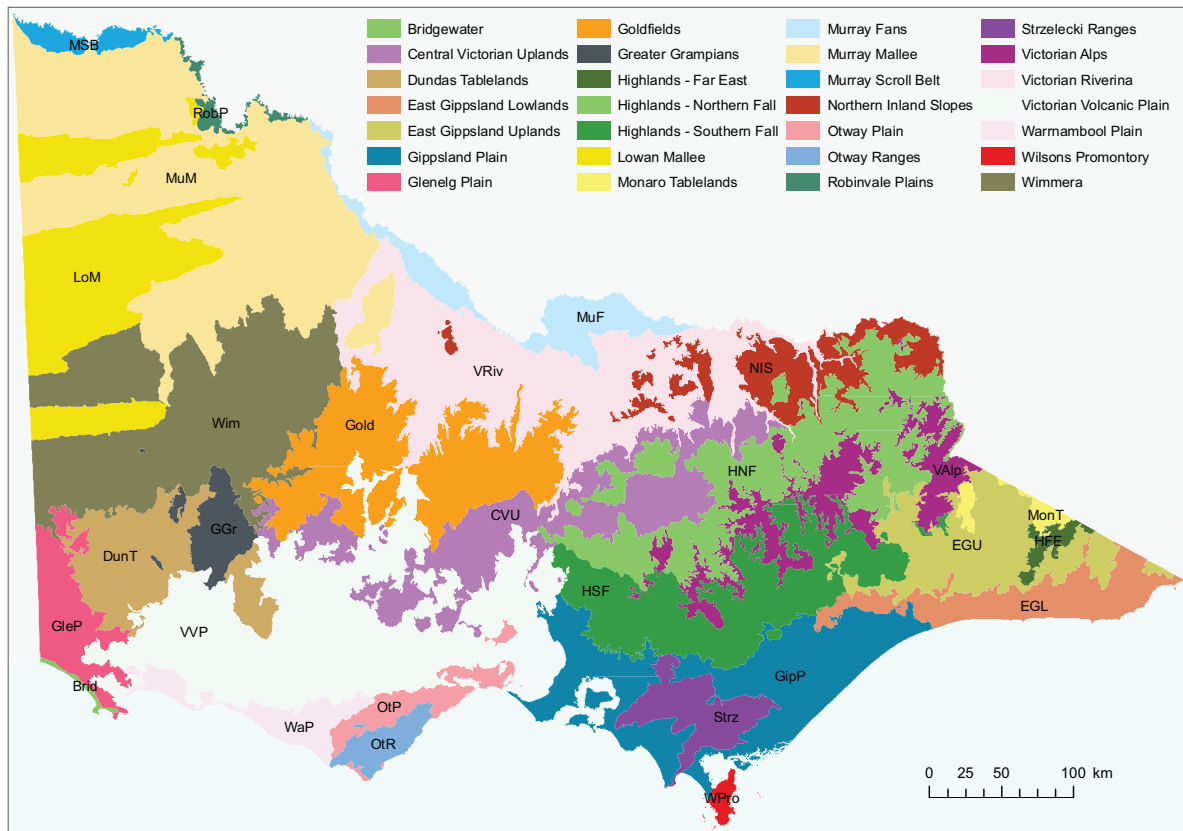 Bridgewater
Central Victorian Uplands
Dundas Tablelands
East Gippsland Lowlands
East Gippsland Uplands
Gippsland Plain
Glenelg Plain
Goldfields
Greater Grampians
Highlands - Far East
Highlands - Northern Fall
Highlands - Southern Fall
Lowan Mallee
Monaro Tablelands
Murray Fans
Murray Mallee
Murray Scroll Belt
Northern Inland Slopes
Otway Plain
Otway Ranges
Robinvale Plains
Strzelecki Ranges
Victorian Alps
Victorian Riverina
Victorian Volcanic Plain
Warrnambool Plain
Wilsons Promontory
Wimmera
MSB
RobP
MuM
LoM
MuF
VRiv
NIS
Wim
Gold
HNF
VAlp
GGr
CVU
MonT
DunT
EGU
HFE
HSF
EGL
GleP
VVP
GipP
Brid
OtP
WaP
Strz
OtR
WPro
0 25 50 100 km